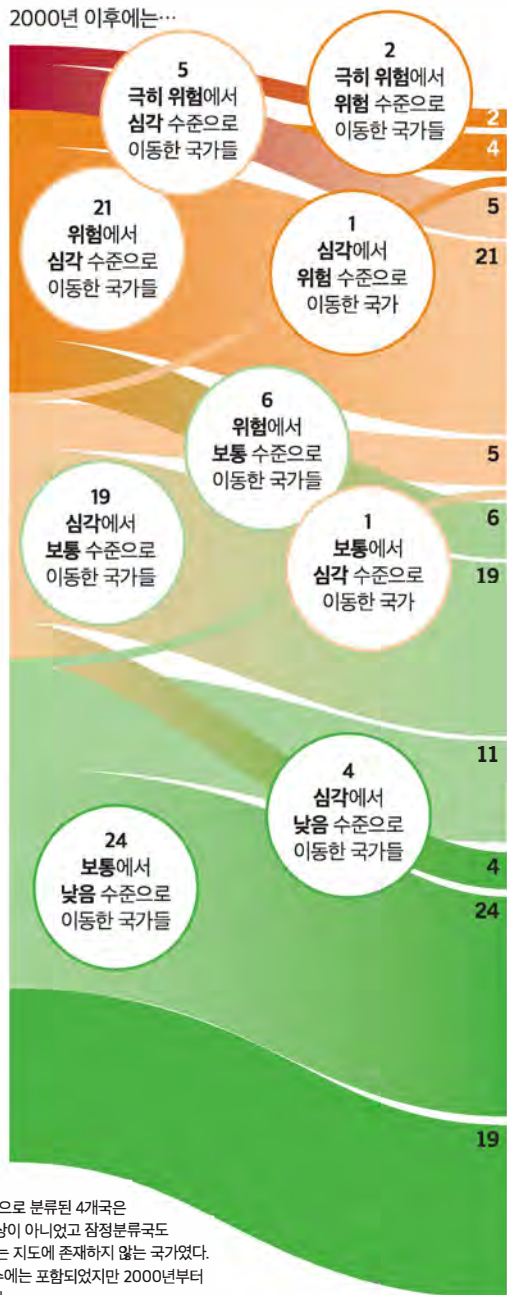 2000년 이후에는…
5
극히 위험에서
심각 수준으로
이동한 국가들
2
극히 위험에서
위험 수준으로
이동한 국가들
2
4
21
위험에서
심각 수준으로
이동한 국가들
1
심각에서
위험 수준으로
이동한 국가
5
21
6
위험에서
보통 수준으로
이동한 국가들
5
19
심각에서
보통 수준으로
이동한 국가들
1
보통에서
심각 수준으로
이동한 국가
6
19
11
4
심각에서
낮음 수준으로
이동한 국가들
24
보통에서
낮음 수준으로
이동한 국가들
4
24
19
으로 분류된 4개국은
상이 아니었고 잠정분류국도
는 지도에 존재하지 않는 국가였다.
수에는 포함되었지만 2000년부터